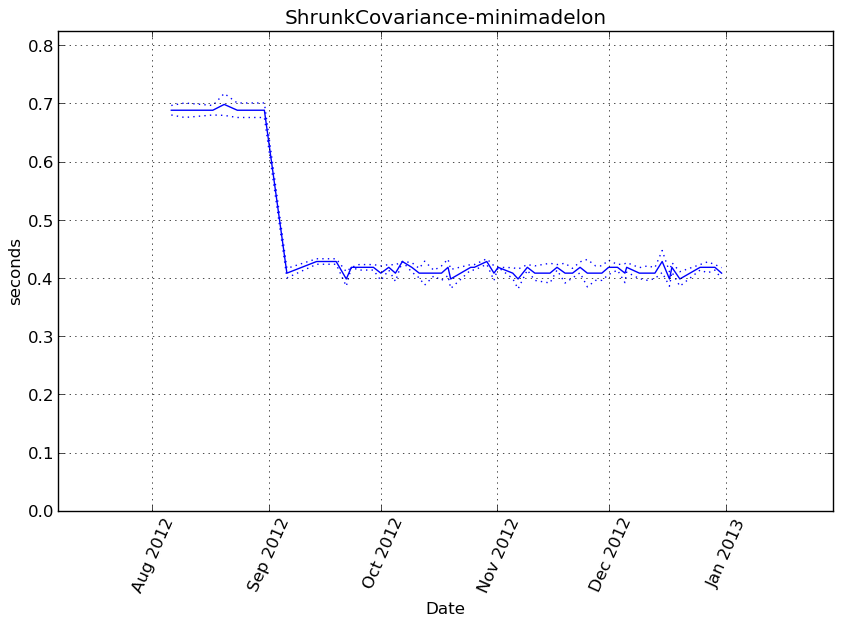 ShrunkCovariance-minimadelon
0.8
0.7
0.6
0.5
0.4
0.3
0.2
0.1
0.0
seconds
Aug 2012
Sep 2012
Oct 2012
Nov 2012
Dec 2012
Jan 2013
Date